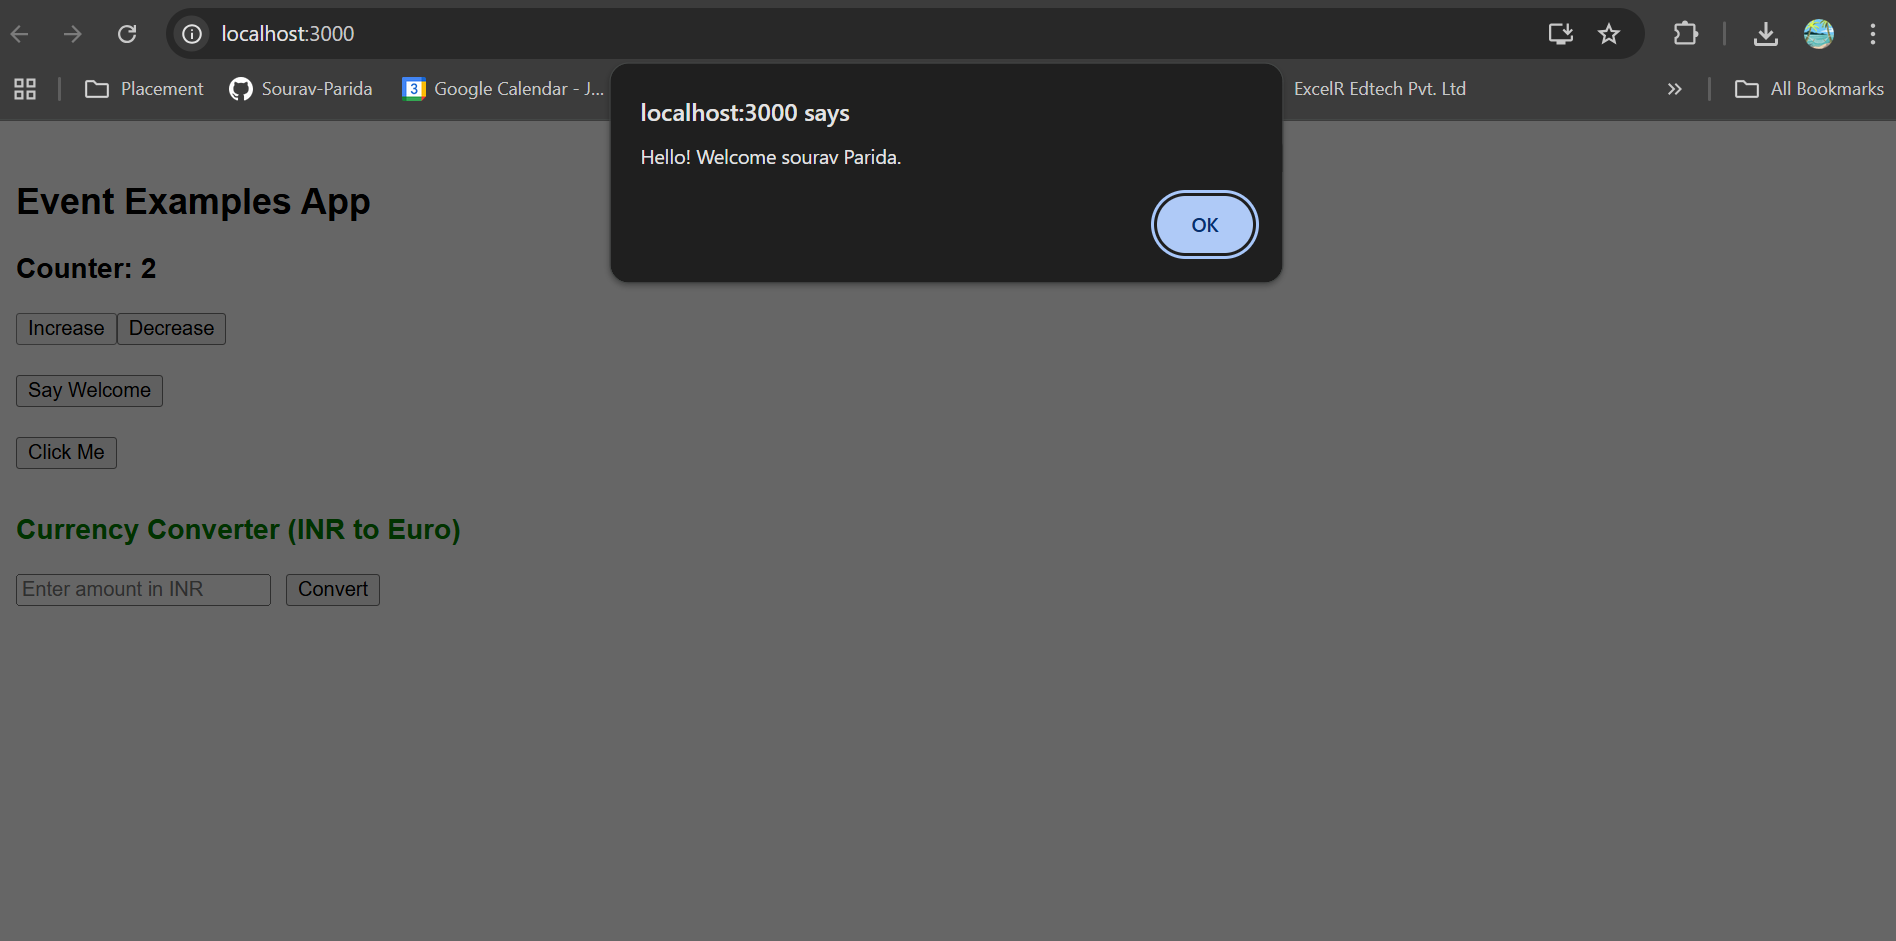 localhost:3000
Placement
Sourav-Parida
3
Google Calendar - J...
ExcelR Edtech Pvt. Ltd
All Bookmarks
localhost:3000 says
Hello! Welcome sourav Parida.
OK
Event Examples App
Counter: 2
Increase Decrease
Say Welcome
Click Me
Currency Converter (INR to Euro)
Enter amount in INR Convert